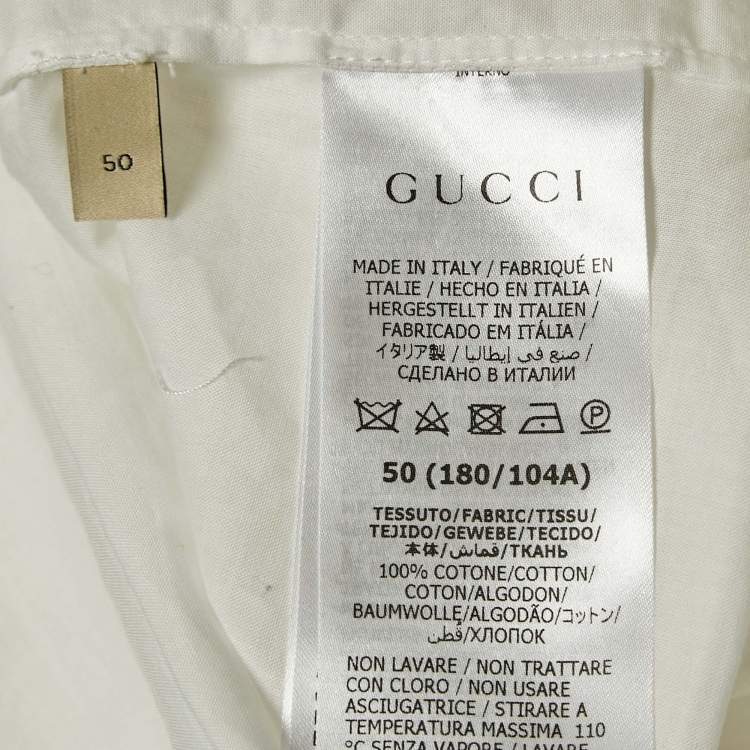 INTERNO
50
GUCCI
MADE IN ITALY / FABRIQUÉ EN
ITALIE / HECHO EN ITALIA /
HERGESTELLT IN ITALIEN /
FABRICADO EM ITÁLIA /
イタリア製 / صنع في إيطاليا /
СДЕЛАНО В ИТАЛИИ
P
50 (180/104A)
TESSUTO/FABRIC/TISSU/
TEJIDO/GEWEBE/TECIDO/
本体/قماش/ТКАНЬ
100% COTONE/COTTON/
COTON/ALGODON/
BAUMWOLLE/ALGODÃO/コットン/
قطن/ХЛОПОК
NON LAVARE / NON TRATTARE
CON CLORO / NON USARE
ASCIUGATRICE / STIRARE A
TEMPERATURA MASSIMA 110
°C SENZA VAPORE / LAVARE